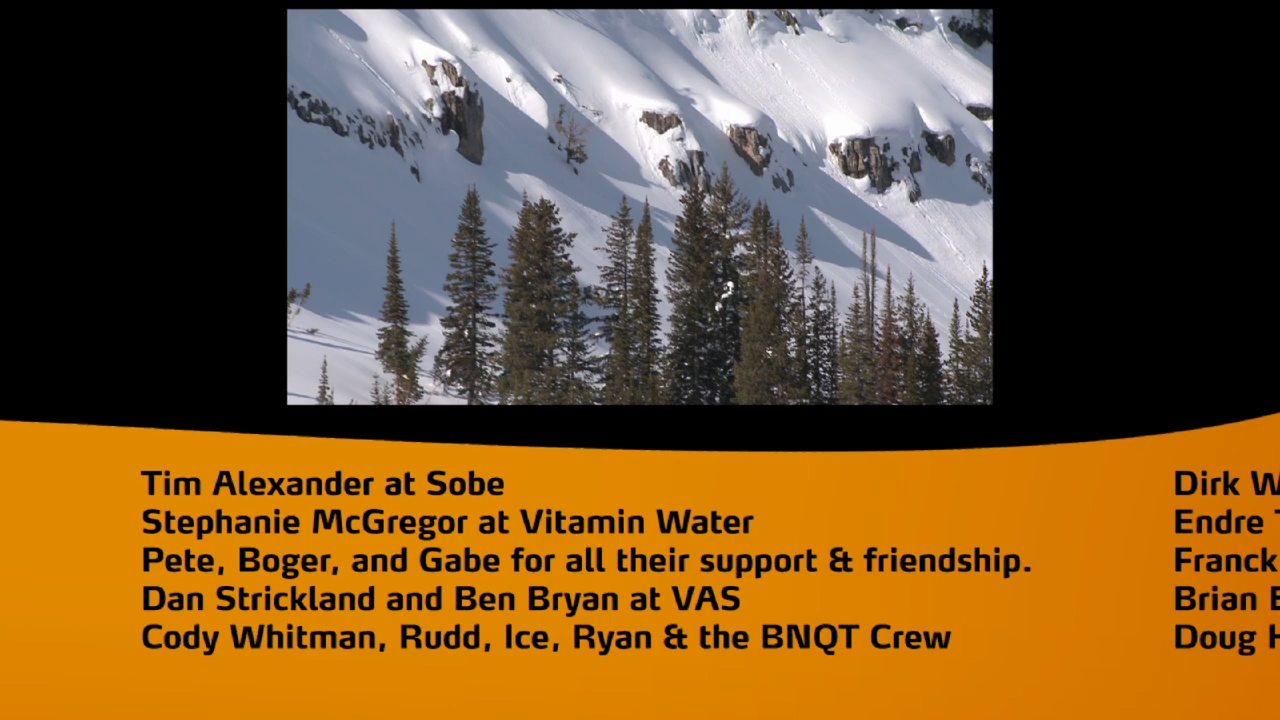 Tim Alexander at Sobe
Stephanie McGregor at Vitamin Water
Pete, Boger, and Gabe for all their support & friendship.
Dan Strickland and Ben Bryan at VAS
Cody Whitman, Rudd, Ice, Ryan & the BNQT Crew
Dirk
Endre
Franck
Brian
Doug